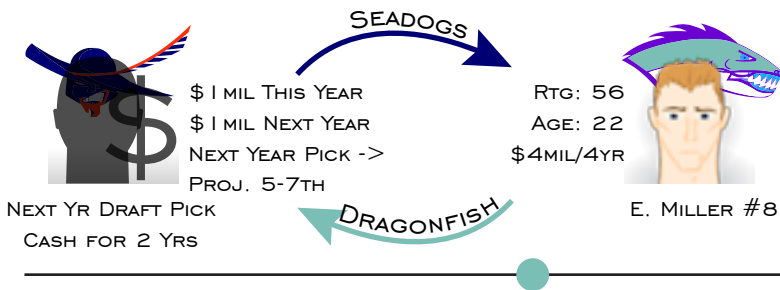 SEADOGS
$
$ 1 MIL THIS YEAR
$ 1 MIL NEXT YEAR
NEXT YEAR PICK ->
PROJ. 5-7TH
RTG: 56
AGE: 22
$4MIL/4YR
NEXT YR DRAFT PICK
CASH FOR 2 YRS
DRAGONFISH
E. MILLER #8